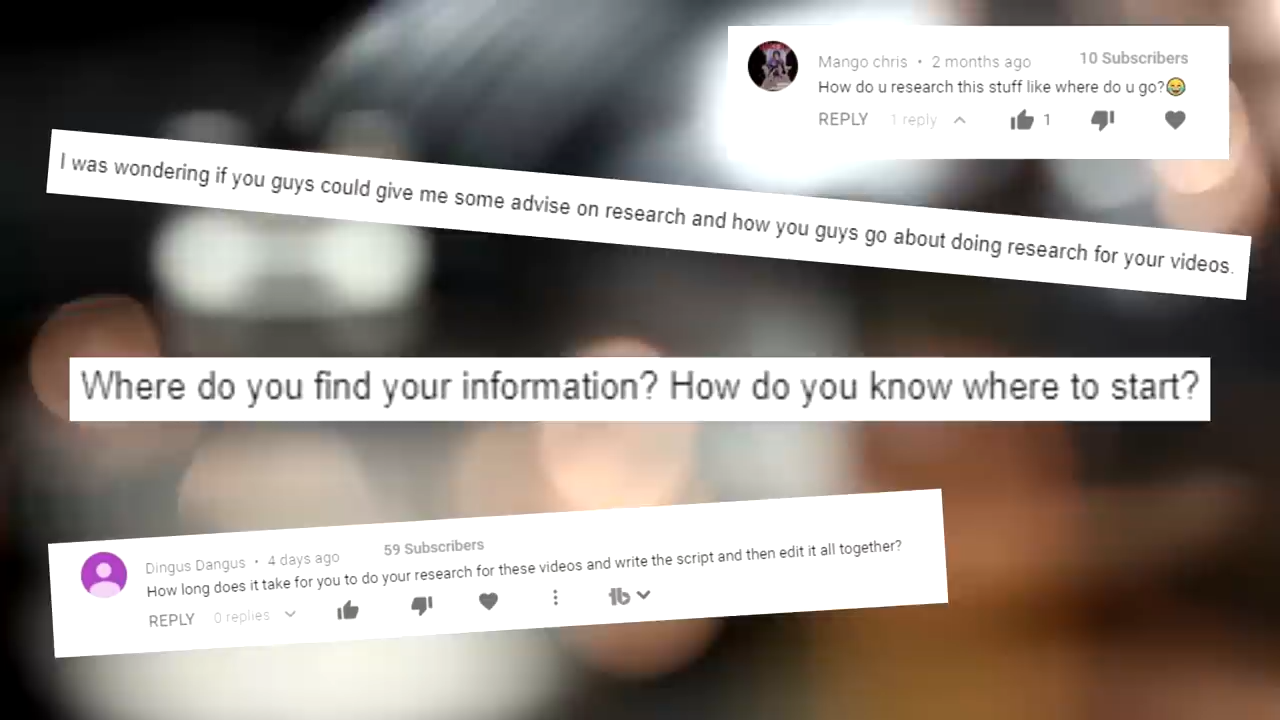 Mango chris • 2 months ago 10 Subscribers
How do u research this stuff like where do u go?😂
REPLY 1 reply 1
I was wondering if you guys could give me some advise on research and how you guys go about doing research for your videos.
Where do you find your information? How do you know where to start?
Dingus Dangus • 4 days ago 59 Subscribers
How long does it take for you to do your research for these videos and write the script and then edit it all together?
REPLY 0 replies tb